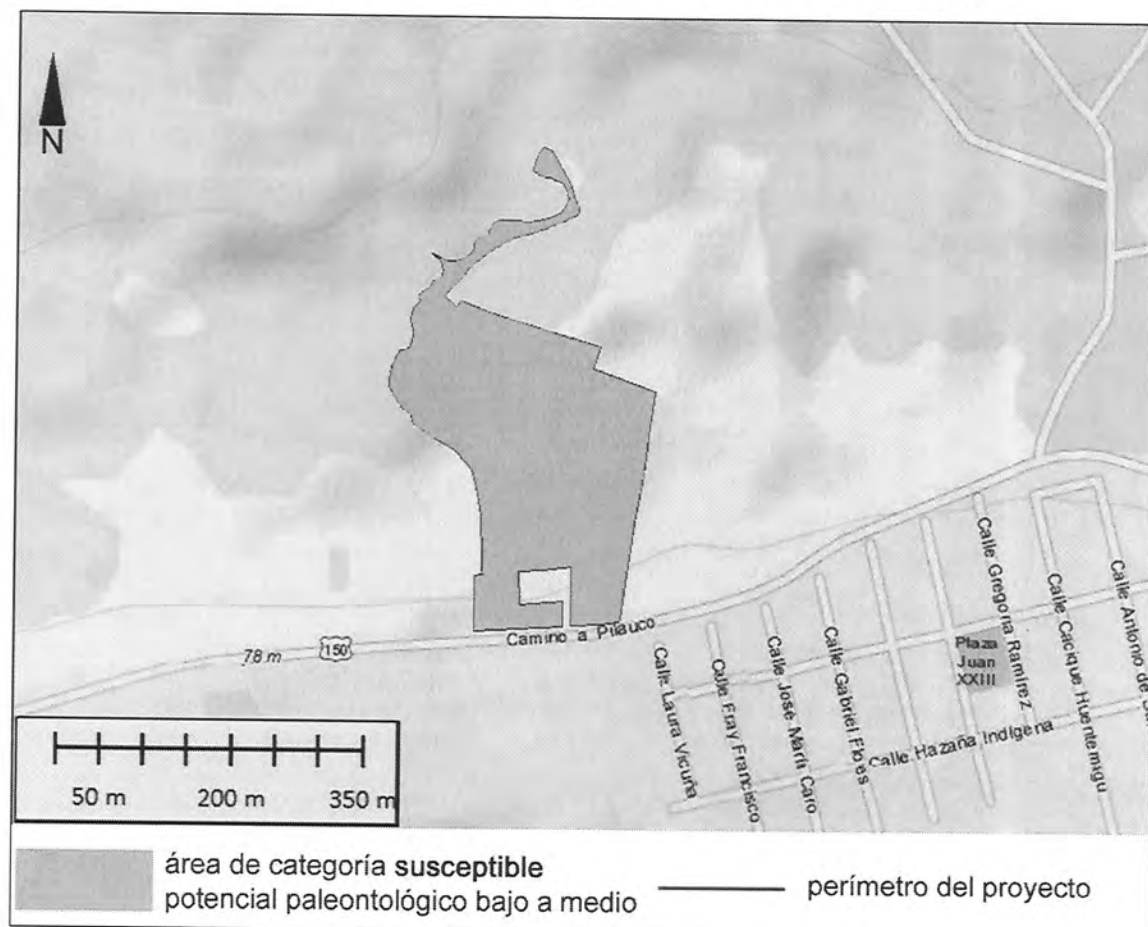 N
Camino a Pilauco
78 m
150
Calle Laura Vicuña
Calle Fray Francisco
Calle José María Caro
Calle Gabriel Flores
Calle Gregoria Ramírez
Plaza
Juan
XXIII
Calle Cacique Huentemigu
Calle Antonio de
Calle Hazaña Indígena
50 m
200 m
350 m
área de categoría susceptible
potencial paleontológico bajo a medio
perímetro del proyecto